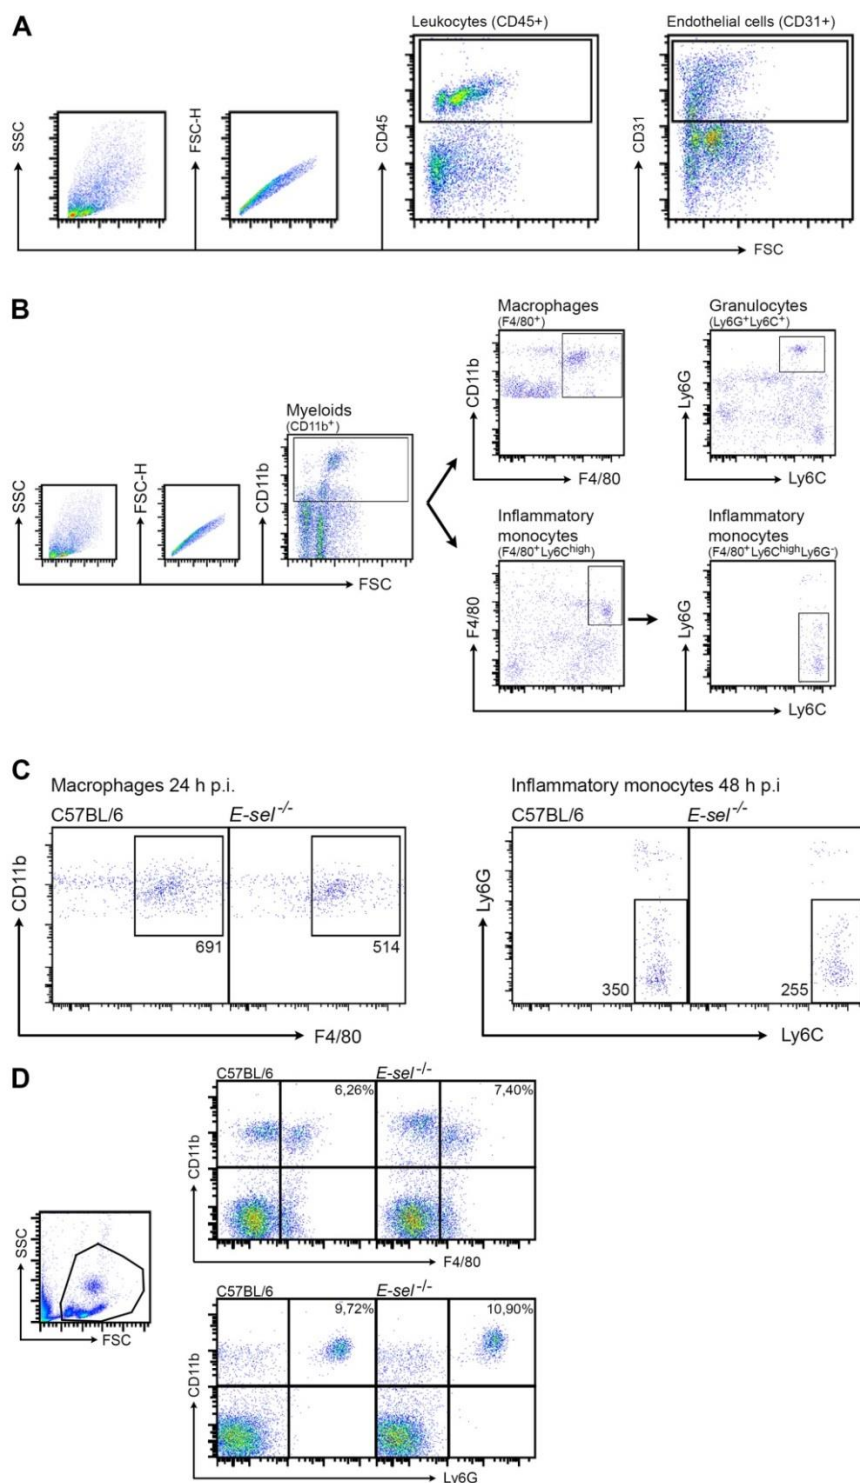 A
Leukocytes (CD45+)
Endothelial cells (CD31+)
SSC
FSC-H
CD45
CD31
FSC
B
Macrophages
(F4/80+)
Granulocytes
(Ly6G+Ly6C+)
Myeloids
(CD11b+)
SSC
FSC-H
CD11b
FSC
CD11b
F4/80
Ly6G
Ly6C
Inflammatory
monocytes
(F4/80+Ly6Chigh)
Inflammatory
monocytes
(F4/80+Ly6ChighLy6G-)
F4/80
Ly6G
Ly6C
C
Macrophages 24 h p.i.
C57BL/6 E-sel-/-
CD11b
691
514
F4/80
Inflammatory monocytes 48 h p.i
C57BL/6 E-sel-/-
Ly6G
350
255
Ly6C
D
C57BL/6 E-sel-/-
6,26%
7,40%
CD11b
F4/80
SSC
FSC
C57BL/6 E-sel-/-
9,72%
10,90%
CD11b
Ly6G